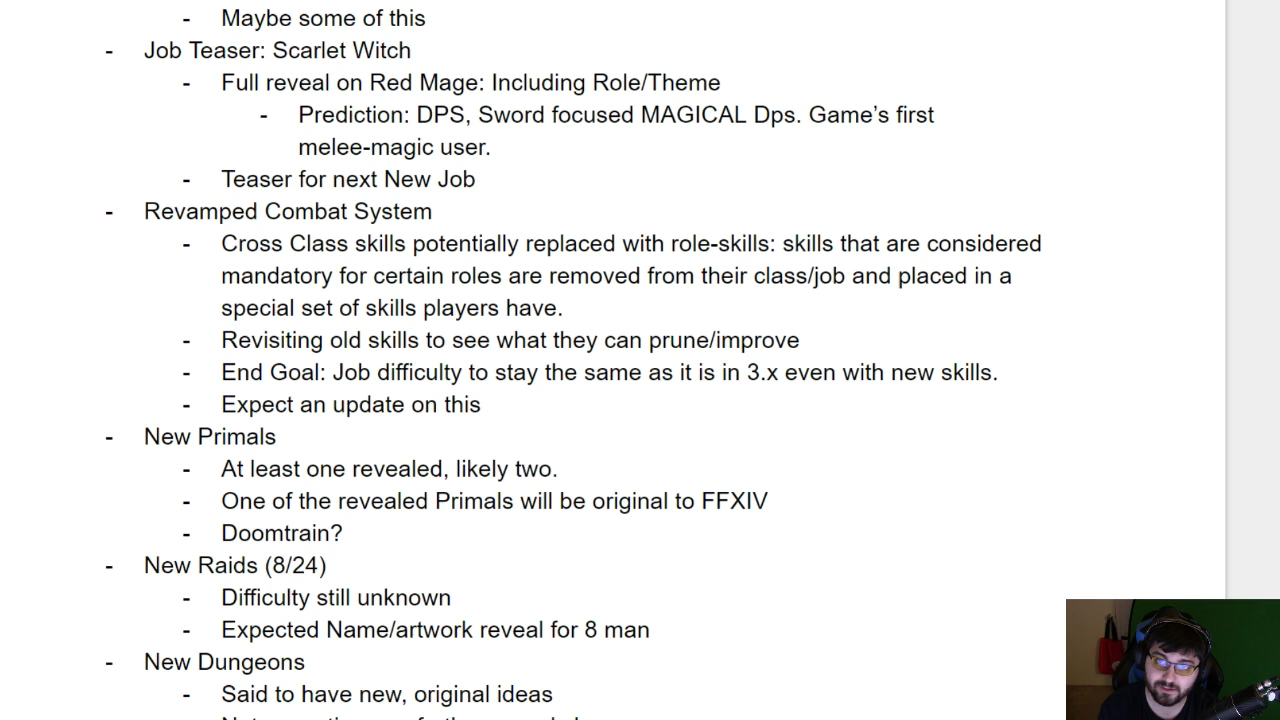 - Maybe some of this
- Job Teaser: Scarlet Witch
- Full reveal on Red Mage: Including Role/Theme
- Prediction: DPS, Sword focused MAGICAL Dps. Game’s first
melee-magic user.
- Teaser for next New Job
- Revamped Combat System
- Cross Class skills potentially replaced with role-skills: skills that are considered
mandatory for certain roles are removed from their class/job and placed in a
special set of skills players have.
- Revisiting old skills to see what they can prune/improve
- End Goal: Job difficulty to stay the same as it is in 3.x even with new skills.
- Expect an update on this
- New Primals
- At least one revealed, likely two.
- One of the revealed Primals will be original to FFXIV
- Doomtrain?
- New Raids (8/24)
- Difficulty still unknown
- Expected Name/artwork reveal for 8 man
- New Dungeons
- Said to have new, original ideas